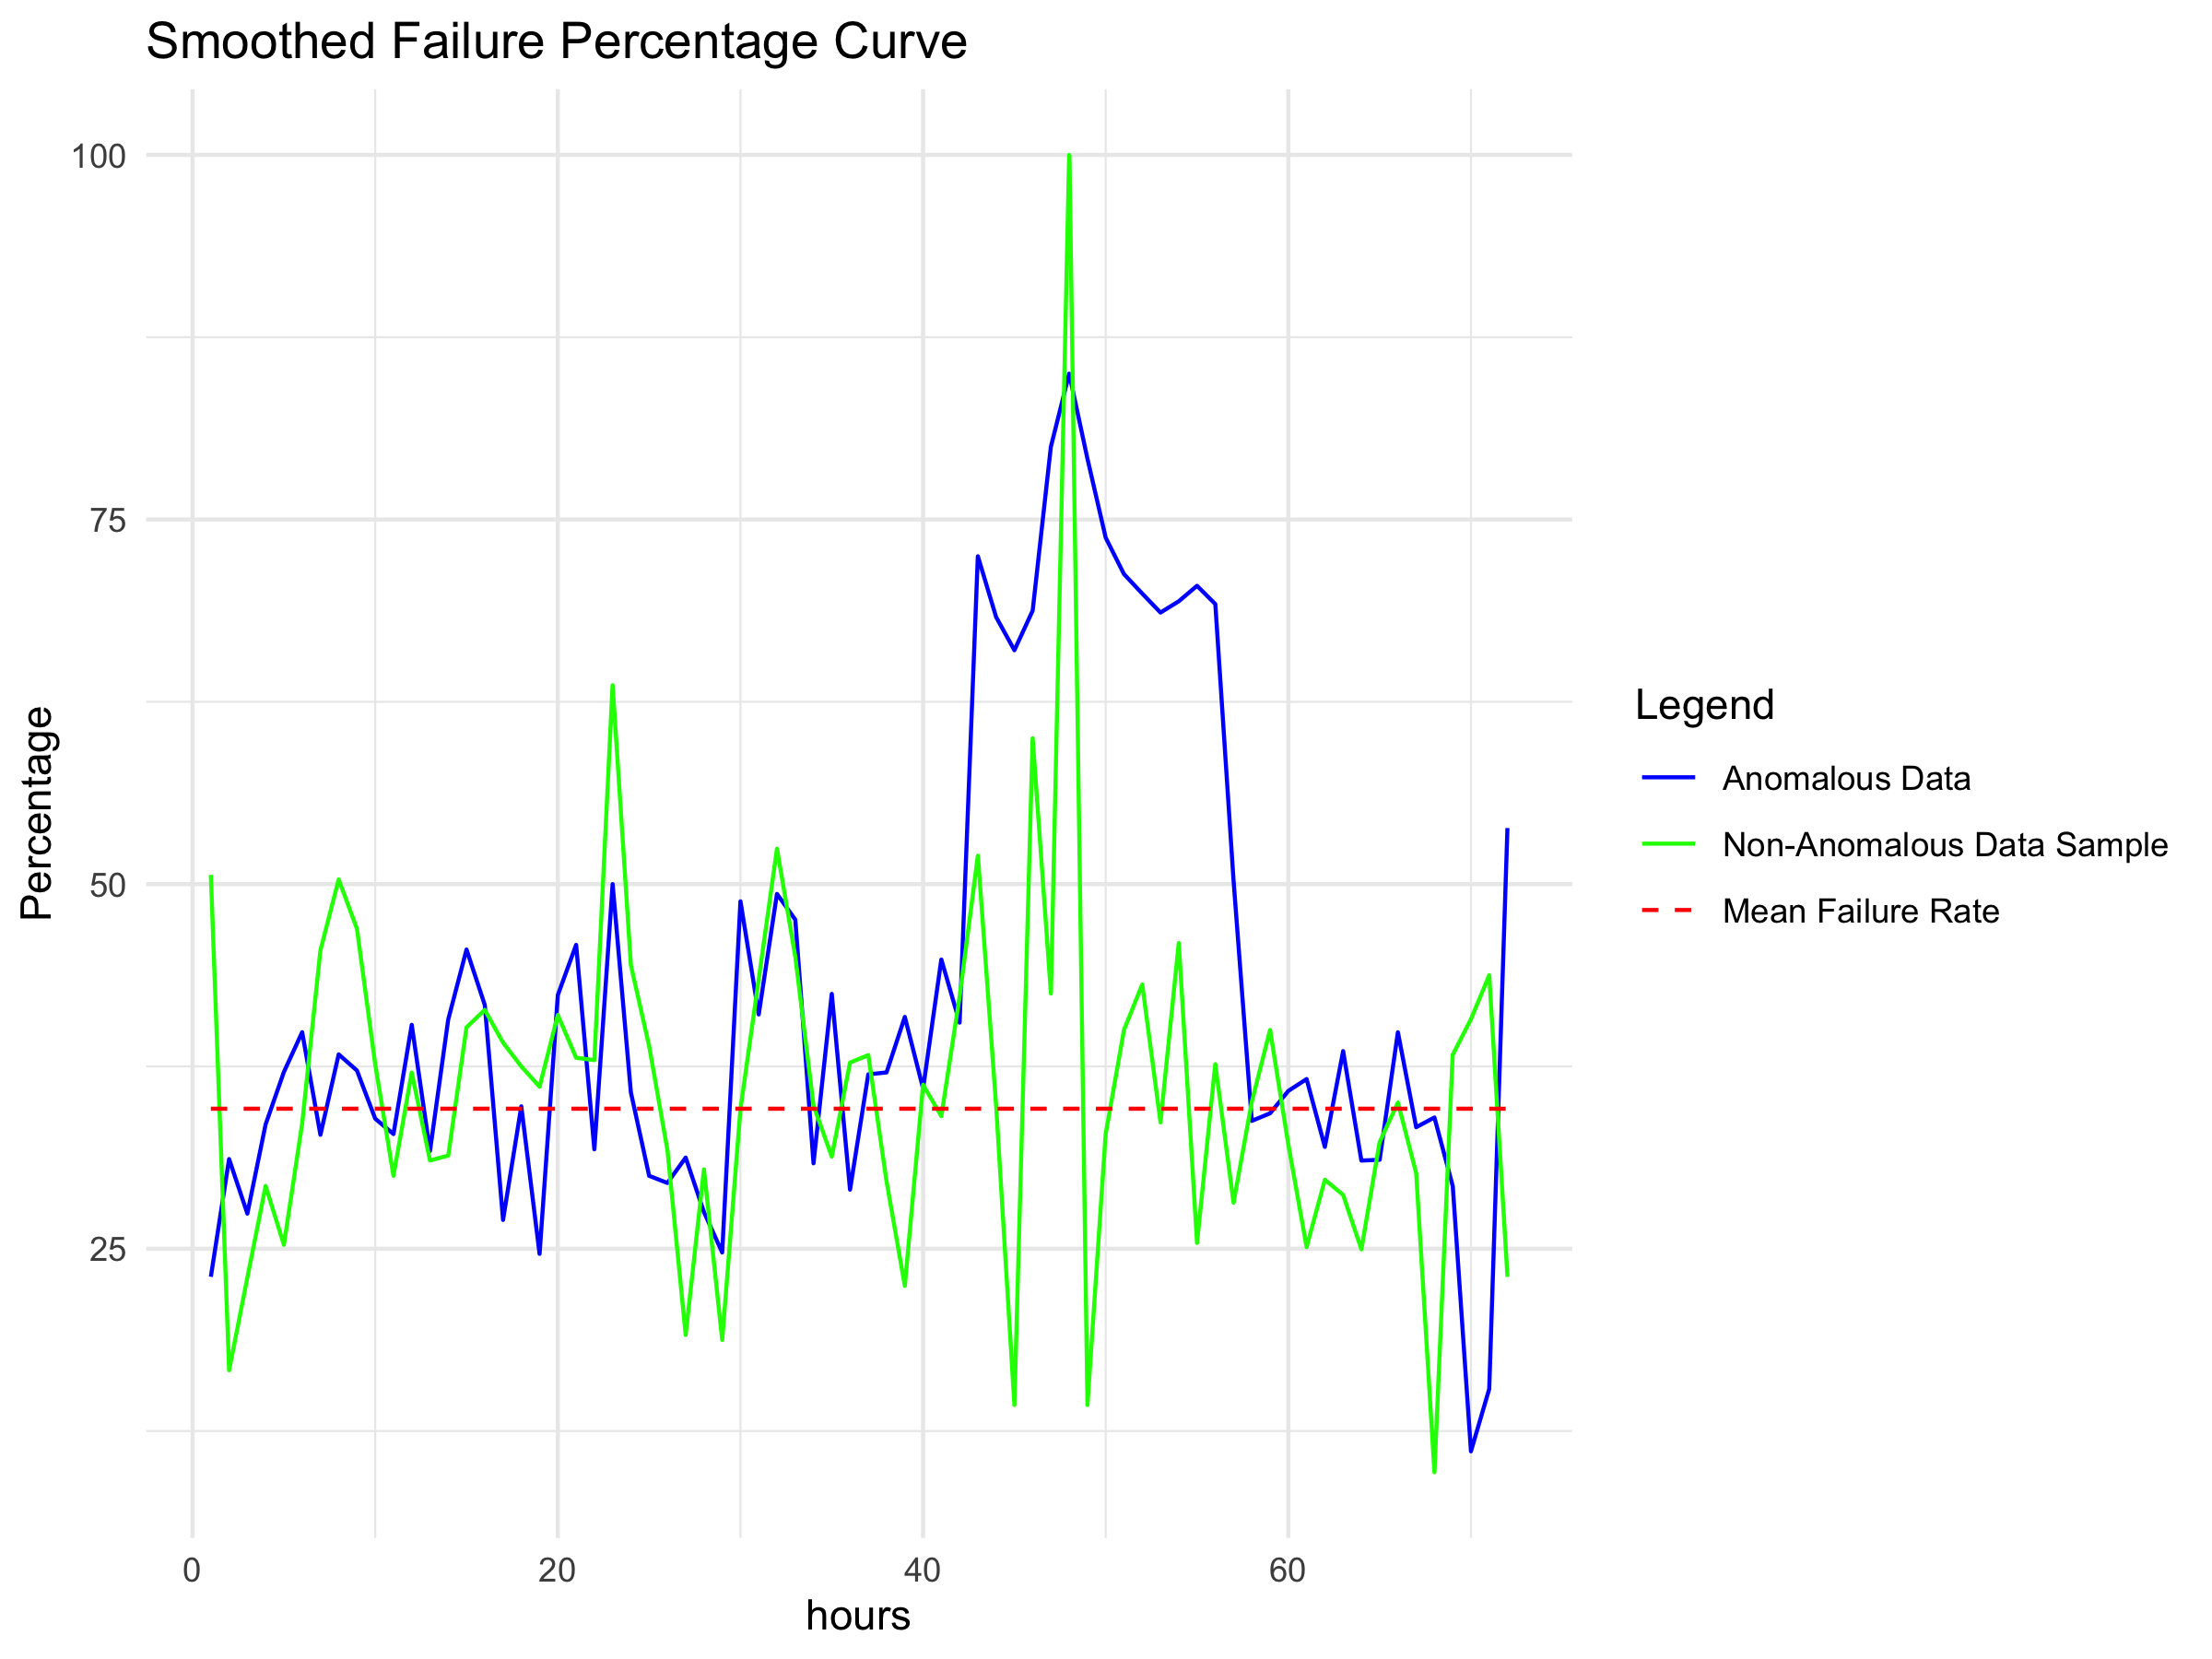 Smoothed Failure Percentage Curve
100
75
50
25
Percentage
0 20 40 60
hours
Legend
Anomalous Data
Non-Anomalous Data Sample
Mean Failure Rate